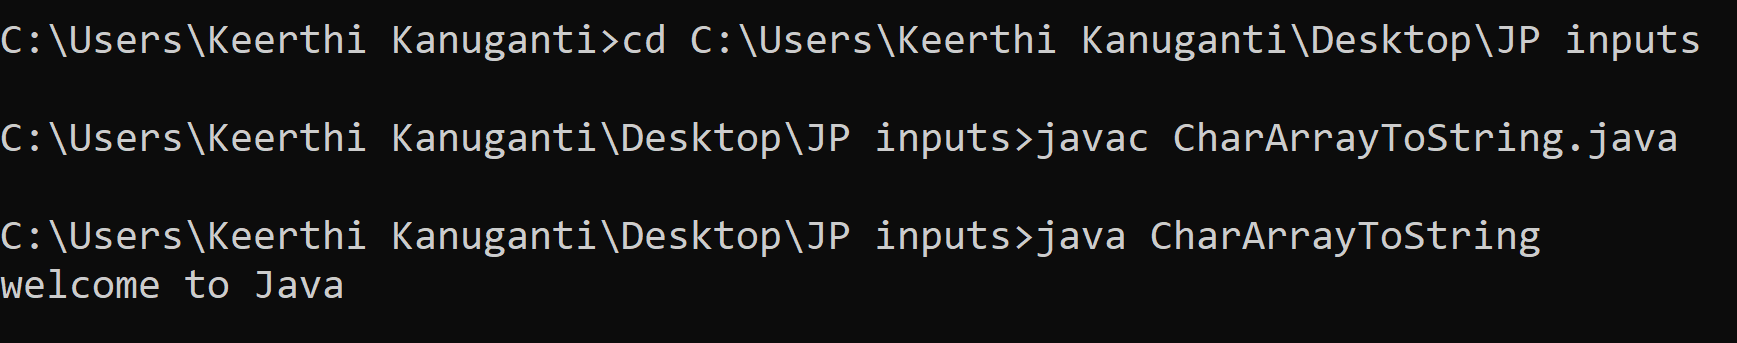 C:\Users\Keerthi Kanuganti>cd C:\Users\Keerthi Kanuganti\Desktop\JP inputs
C:\Users\Keerthi Kanuganti\Desktop\JP inputs>javac CharArrayToString.java
C:\Users\Keerthi Kanuganti\Desktop\JP inputs>java CharArrayToString
welcome to Java